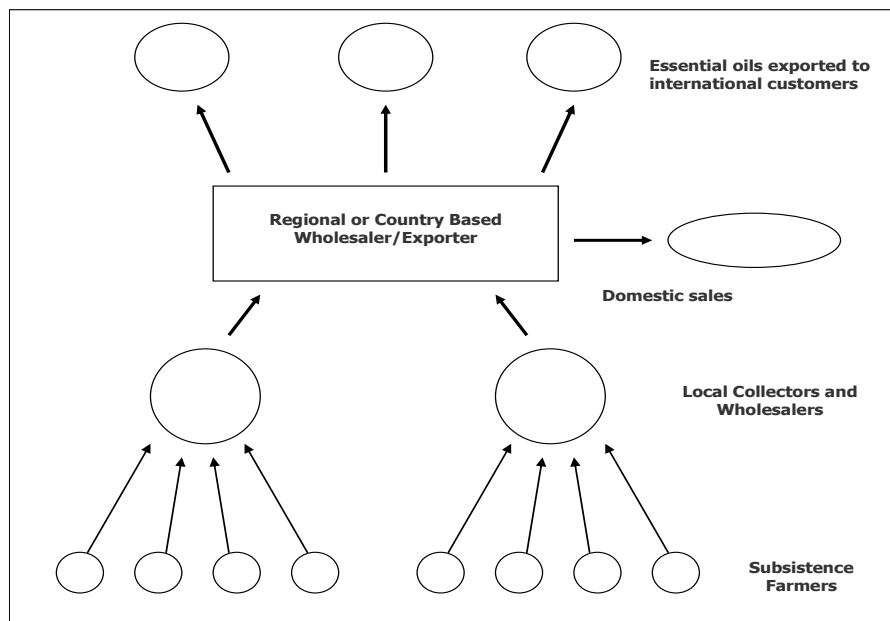 Essential oils exported to
international customers
Regional or Country Based
Wholesaler/Exporter
Domestic sales
Local Collectors and
Wholesalers
Subsistence
Farmers